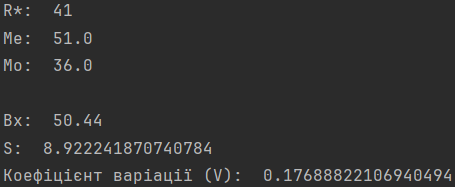 R*:  41
Me:  51.0
Mo:  36.0
Bx:  50.44
S:  8.922241870740784
Коефіцієнт варіації (V):  0.17688822106940494